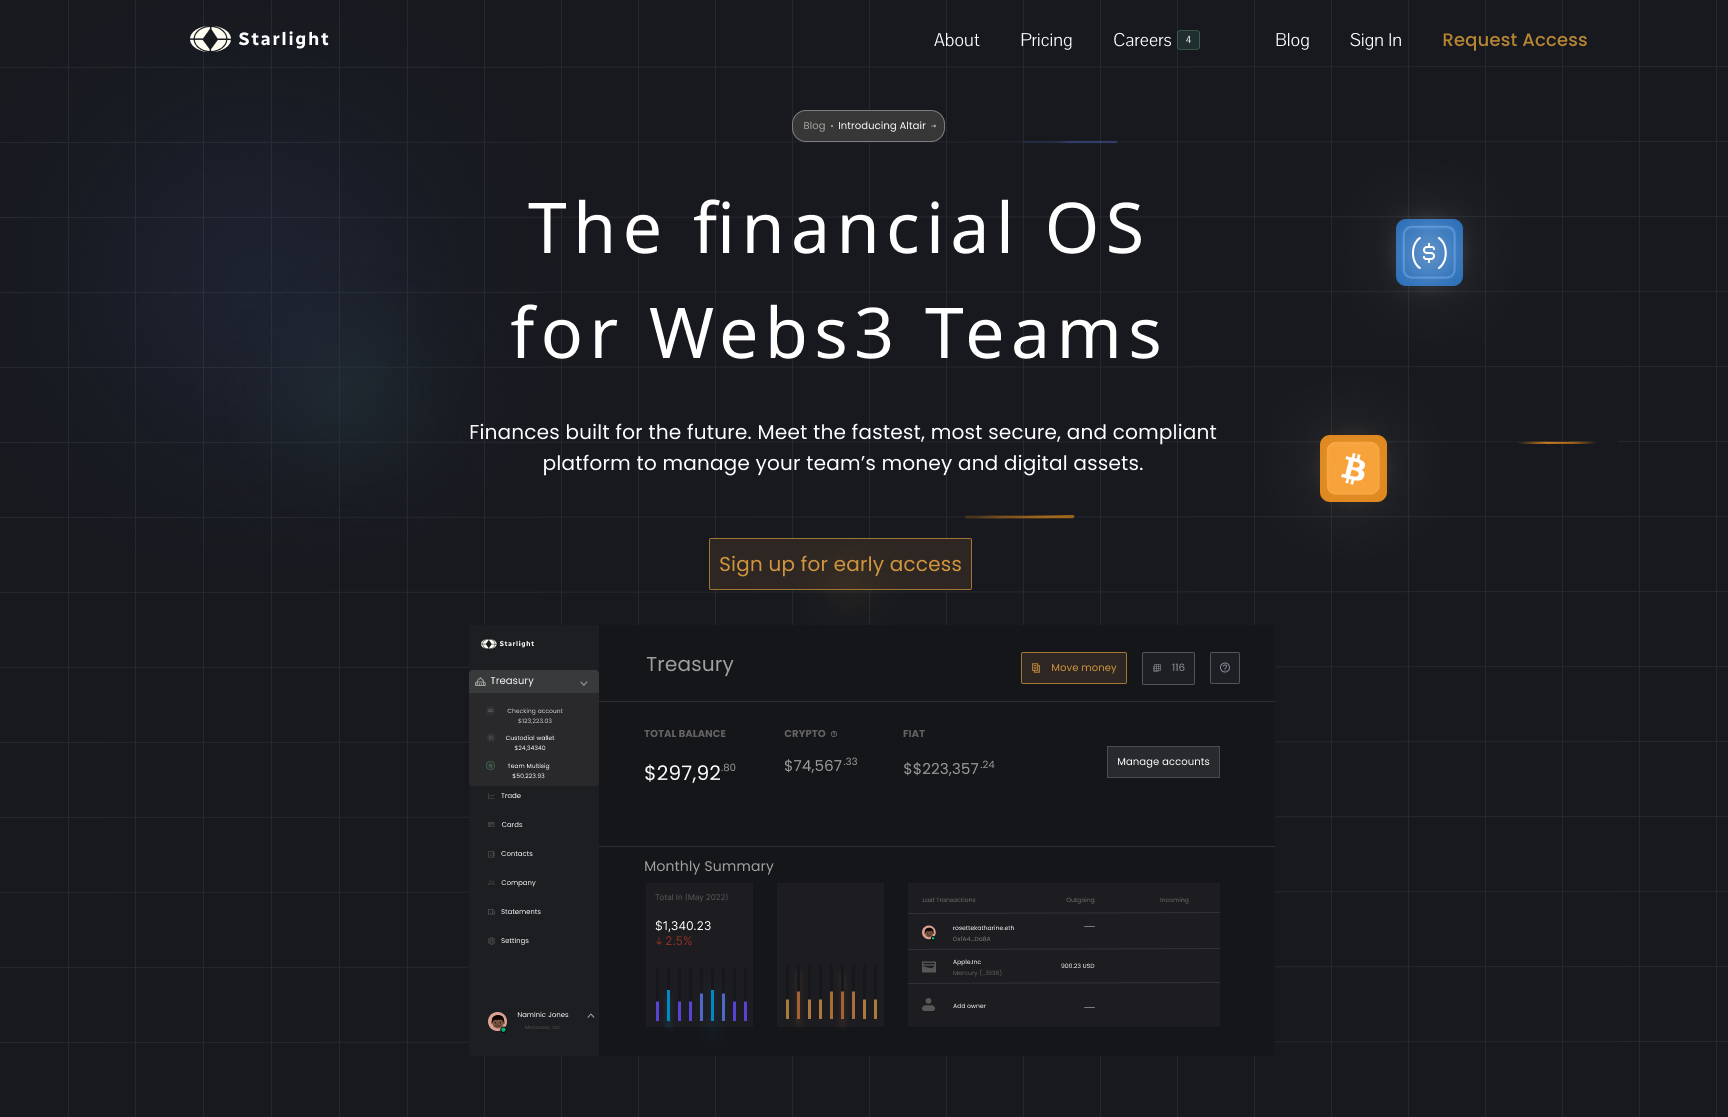 Starlight
About
Pricing
Careers 4
Blog
Sign In
Request Access
Blog • Introducing Altair →
The financial OS
for Webs3 Teams
Finances built for the future. Meet the fastest, most secure, and compliant
platform to manage your team’s money and digital assets.
Sign up for early access
Starlight
Treasury
Checking account
$123,223.03
Custodial wallet
$24,34340
Team Multisig
$50,223.93
Trade
Cards
Contacts
Company
Statements
Settings
Naminic Jones
Treasury
Move money
116
TOTAL BALANCE
$297,92.80
CRYPTO
$74,567.33
FIAT
$$223,357.24
Manage accounts
Monthly Summary
Total In (May 2022)
$1,340.23
↓ 2.5%
Last Transactions
Outgoing
Incoming
rosettekatharine.eth
—
Apple.Inc
900.23 USD
Add owner
—